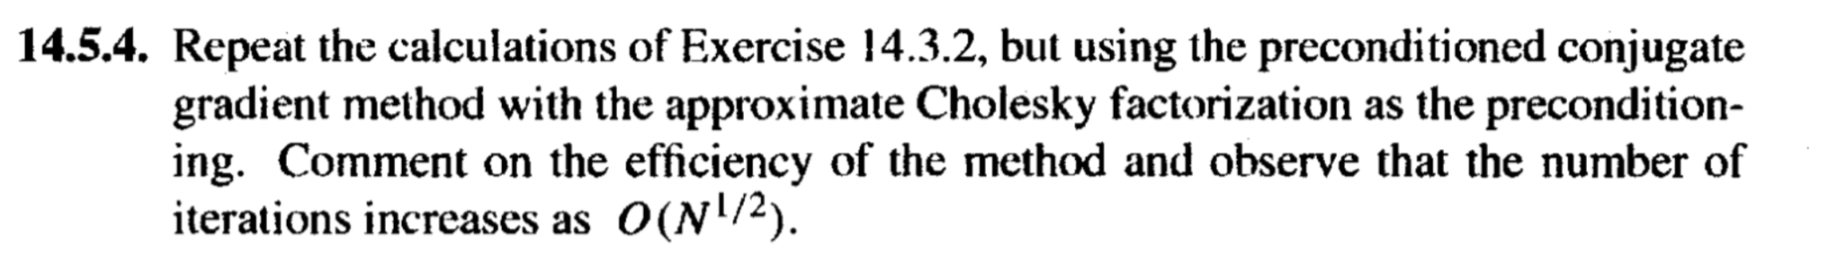 14.5.4. Repeat the calculations of Exercise 14.3.2, but using the preconditioned conjugate
gradient method with the approximate Cholesky factorization as the precondition-
ing. Comment on the efficiency of the method and observe that the number of
iterations increases as O(N^{1/2}).